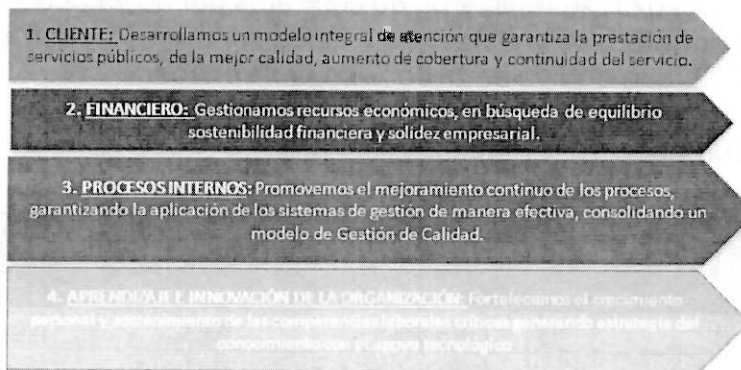 1. CLIENTE: Desarrollamos un modelo integral de atención que garantiza la prestación de
servicios públicos, de la mejor calidad, aumento de cobertura y continuidad del servicio.
2. FINANCIERO: Gestionamos recursos económicos, en búsqueda de equilibrio
sostenibilidad financiera y solidez empresarial.
3. PROCESOS INTERNOS: Promovemos el mejoramiento continuo de los procesos,
garantizando la aplicación de los sistemas de gestión de manera efectiva, consolidando un
modelo de Gestión de Calidad.
4. APRENDIZAJE E INNOVACIÓN DE LA ORGANIZACIÓN: Fortalecemos el crecimiento
personal y de las competencias laborales críticas generando estrategia del
conocimiento con el apoyo tecnológico